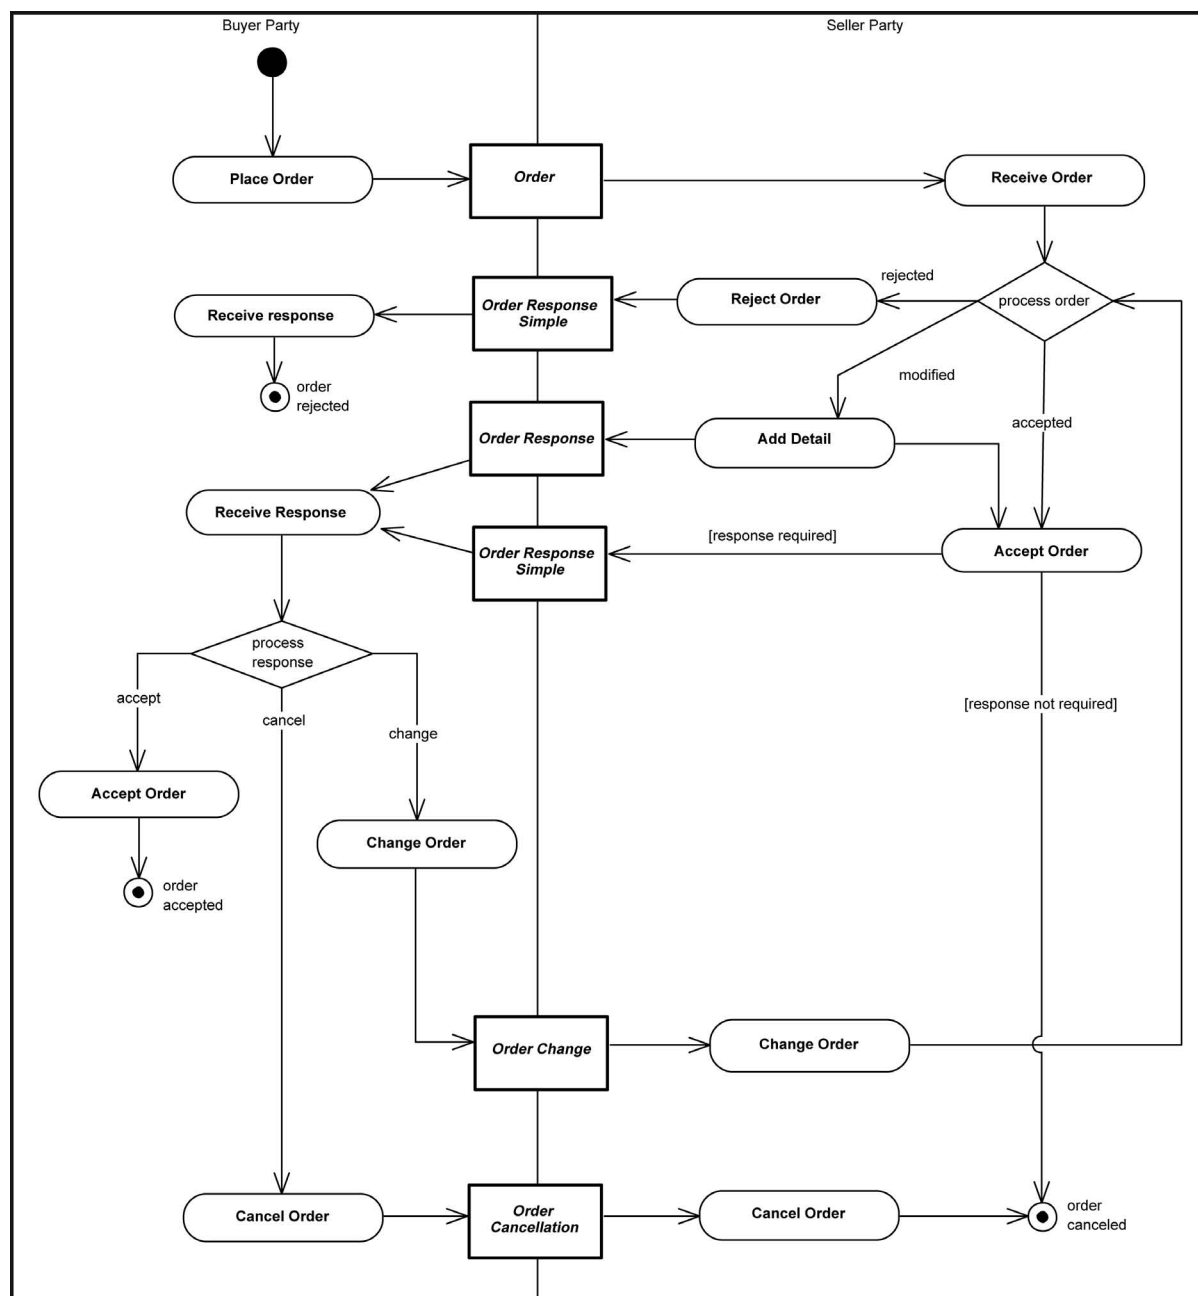 Buyer Party
Seller Party
Place Order
Order
Receive Order
rejected
process order
Reject Order
Order Response
Simple
Receive response
order
rejected
modified
accepted
Add Detail
Order Response
Receive Response
[response required]
Accept Order
Order Response
Simple
process
response
accept
cancel
change
[response not required]
Accept Order
Change Order
order
accepted
Order Change
Change Order
Cancel Order
Order
Cancellation
Cancel Order
order
canceled